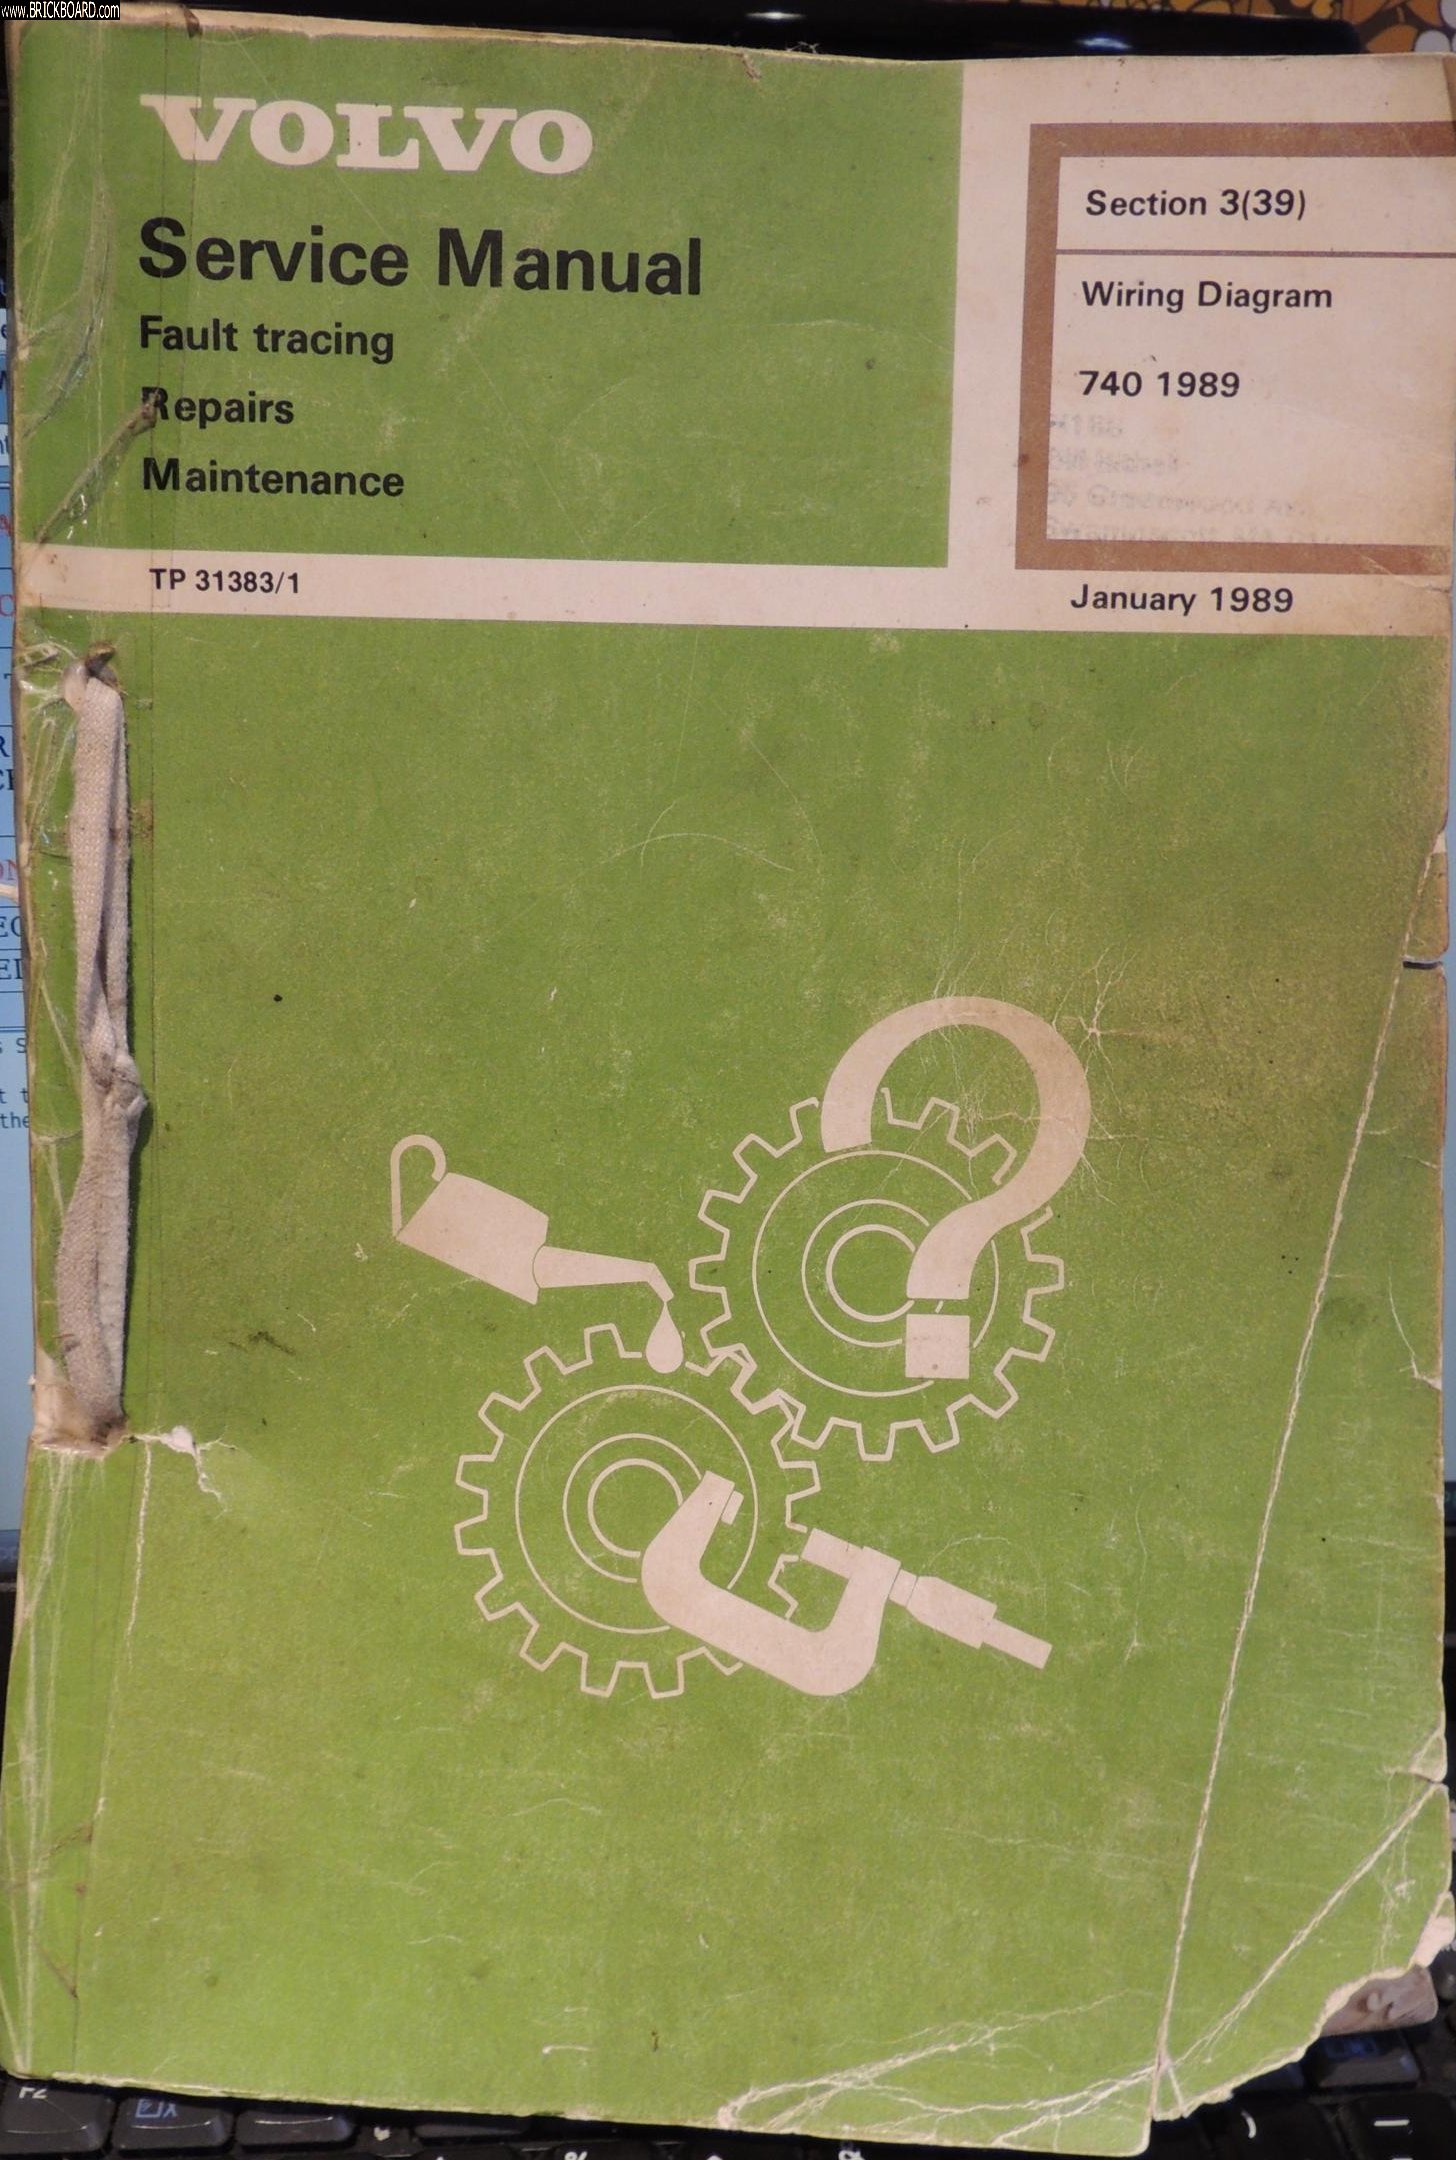 www.BRICKBOARD.com
VOLVO
Service Manual
Fault tracing
Repairs
Maintenance
TP 31383/1
Section 3(39)
Wiring Diagram
740 1989
January 1989
F2